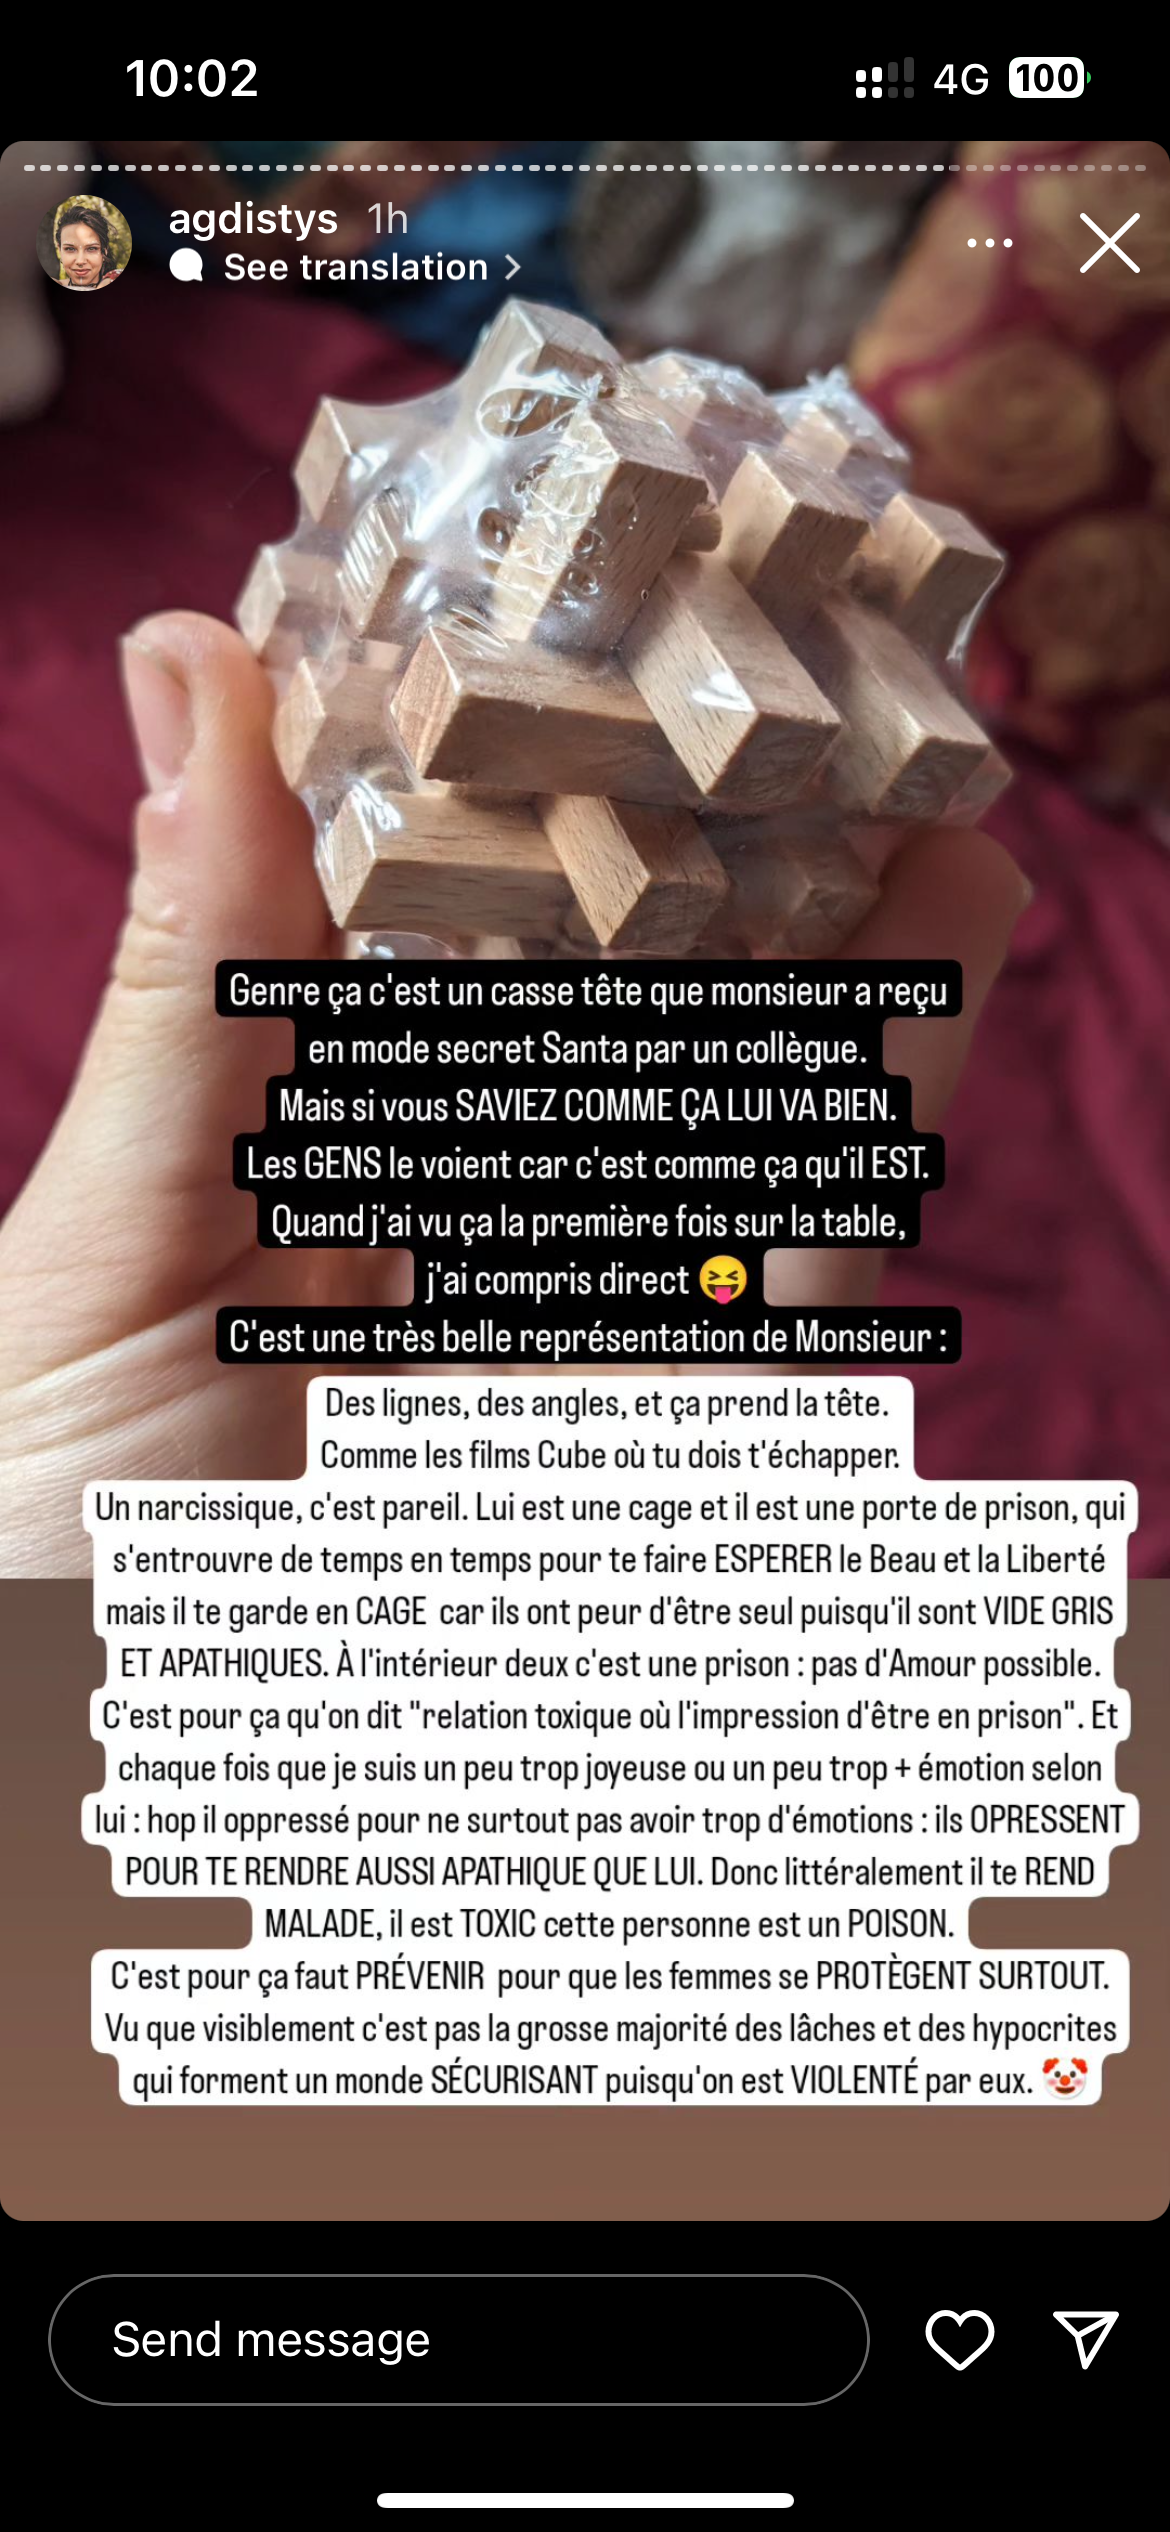 10:02
4G 100
agdistys 1h
See translation
Genre ça c'est un casse tête que monsieur a reçu
en mode secret Santa par un collègue.
Mais si vous SAVIEZ COMME ÇA LUI VA BIEN.
Les GENS le voient car c'est comme ça qu'il EST.
Quand j'ai vu ça la première fois sur la table,
j'ai compris direct 😝
C'est une très belle représentation de Monsieur :
Des lignes, des angles, et ça prend la tête.
Comme les films Cube où tu dois t'échapper.
Un narcissique, c'est pareil. Lui est une cage et il est une porte de prison, qui
s'entrouvre de temps en temps pour te faire ESPERER le Beau et la Liberté
mais il te garde en CAGE car ils ont peur d'être seul puisqu'il sont VIDE GRIS
ET APATHIQUES. À l'intérieur deux c'est une prison : pas d'Amour possible.
C'est pour ça qu'on dit "relation toxique où l'impression d'être en prison". Et
chaque fois que je suis un peu trop joyeuse ou un peu trop + émotion selon
lui : hop il oppressé pour ne surtout pas avoir trop d'émotions : ils OPRESSENT
POUR TE RENDRE AUSSI APATHIQUE QUE LUI. Donc littéralement il te REND
MALADE, il est TOXIC cette personne est un POISON.
C'est pour ça faut PRÉVENIR pour que les femmes se PROTÈGENT SURTOUT.
Vu que visiblement c'est pas la grosse majorité des lâches et des hypocrites
qui forment un monde SÉCURISANT puisqu'on est VIOLENTÉ par eux. 🤡
Send message